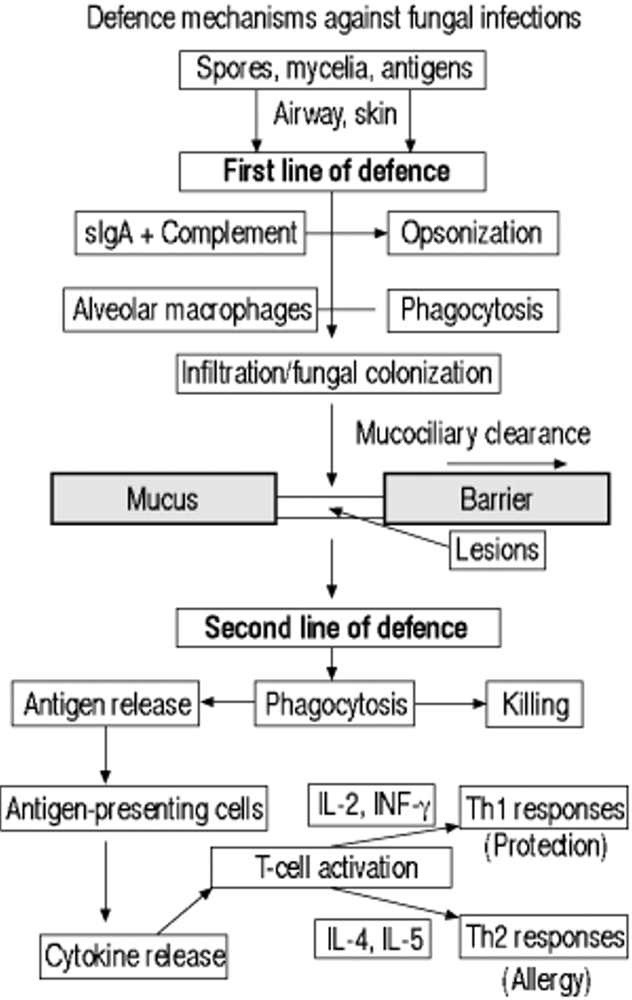 Defence mechanisms against fungal infections
Spores, mycelia, antigens
Airway, skin
First line of defence
sIgA + Complement
Opsonization
Alveolar macrophages
Phagocytosis
Infiltration/fungal colonization
Mucociliary clearance
Mucus
Barrier
Lesions
Second line of defence
Antigen release
Phagocytosis
Killing
Antigen-presenting cells
IL-2, INF-γ
Th1 responses
(Protection)
T-cell activation
Cytokine release
IL-4, IL-5
Th2 responses
(Allergy)